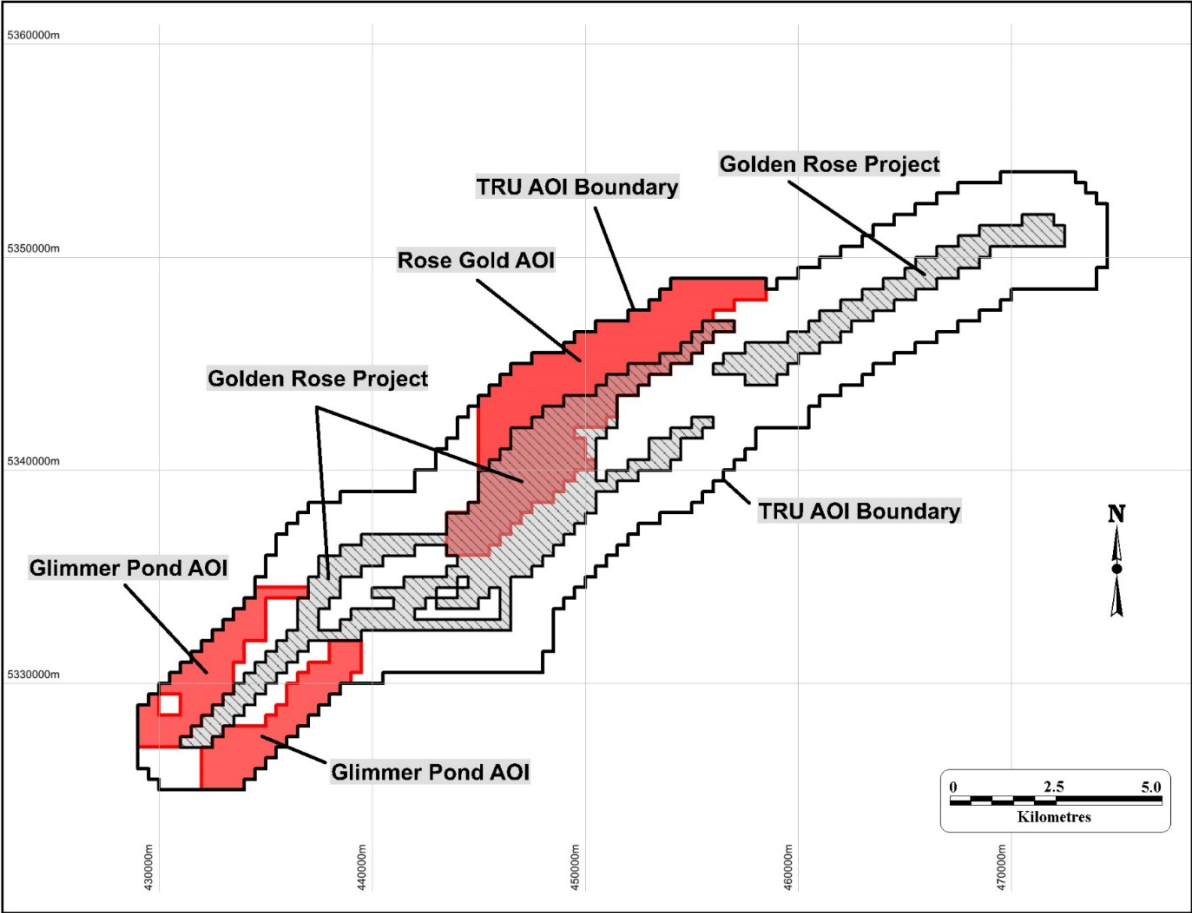 5360000m
Golden Rose Project
TRU AOI Boundary
5350000m
Rose Gold AOI
Golden Rose Project
5340000m
TRU AOI Boundary
N
Glimmer Pond AOI
5330000m
Glimmer Pond AOI
0 2.5 5.0
Kilometres
430000m
440000m
450000m
460000m
470000m